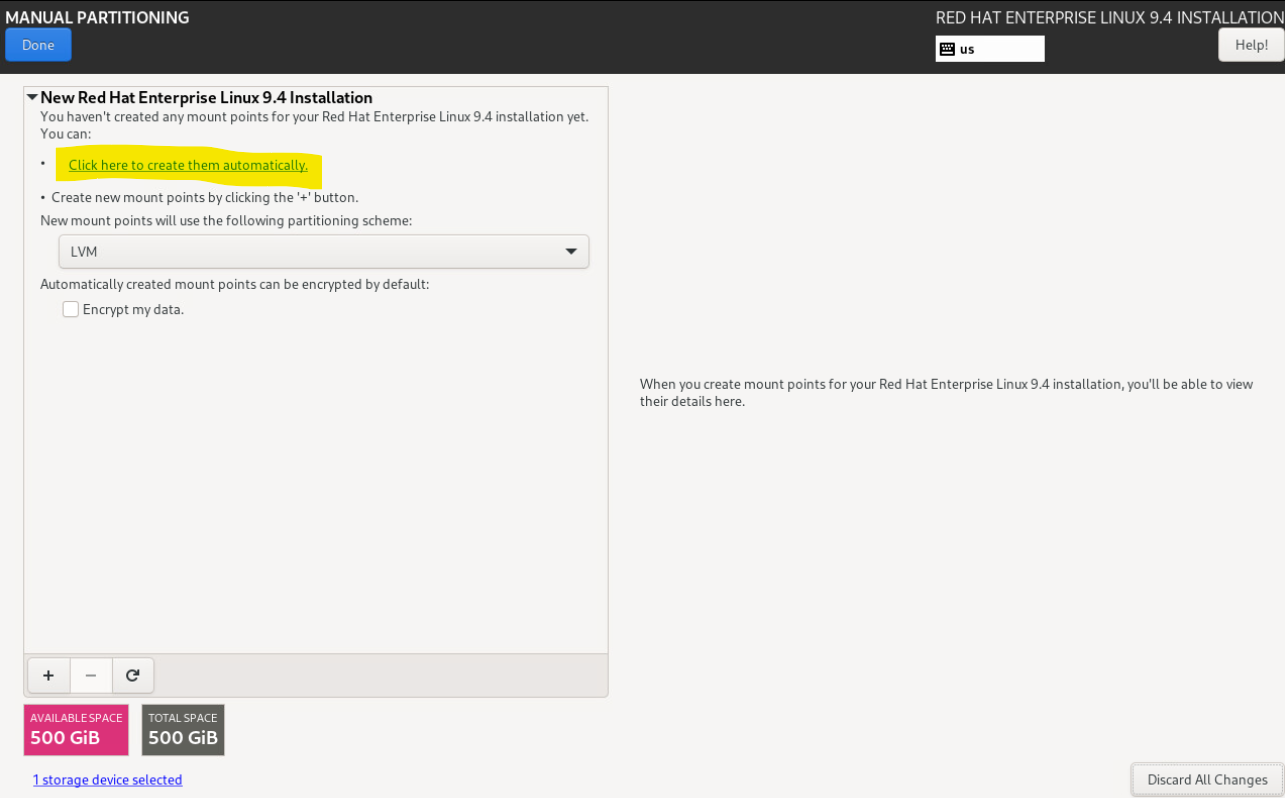 MANUAL PARTITIONING
RED HAT ENTERPRISE LINUX 9.4 INSTALLATION
Done
us
Help!
New Red Hat Enterprise Linux 9.4 Installation
You haven't created any mount points for your Red Hat Enterprise Linux 9.4 installation yet.
You can:
• Click here to create them automatically.
• Create new mount points by clicking the '+' button.
New mount points will use the following partitioning scheme:
LVM
Automatically created mount points can be encrypted by default:
Encrypt my data.
When you create mount points for your Red Hat Enterprise Linux 9.4 installation, you'll be able to view
their details here.
+ −
AVAILABLE SPACE
500 GiB
TOTAL SPACE
500 GiB
1 storage device selected
Discard All Changes